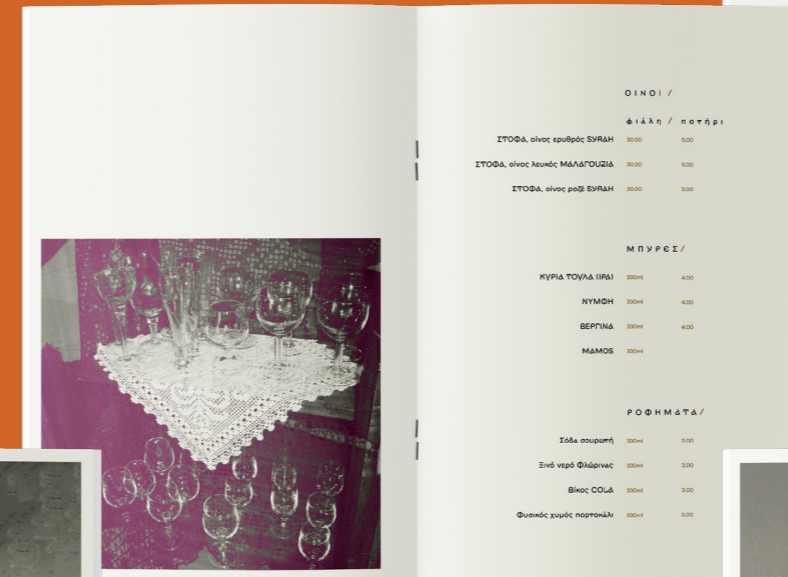 ΟΙΝΟΙ /
φιάλη / ποτήρι
ΣΤΟΦΑ, οίνος ερυθρός SYRAH 30.00 5.00
ΣΤΟΦΑ, οίνος λευκός ΜΑΛΑΓΟΥΖΙΑ 30.00 5.00
ΣΤΟΦΑ, οίνος ροζέ SYRAH 30.00 5.00
ΜΠΥΡΕΣ/
ΚΥΡΙΑ ΤΟΥΛΑ (IPA) 330ml 4.00
ΝΥΜΦΗ 330ml 4.00
ΒΕΡΓΙΝΑ 330ml 4.00
MAMOS 330ml
ΡΟΦΗΜΑΤΑ/
Σόδα σουρωτή 330ml 3.00
Ξινό νερό Φλώρινας 330ml 3.00
Βίκος COLA 330ml 3.00
Φυσικός χυμός πορτοκάλι 330ml 5.00